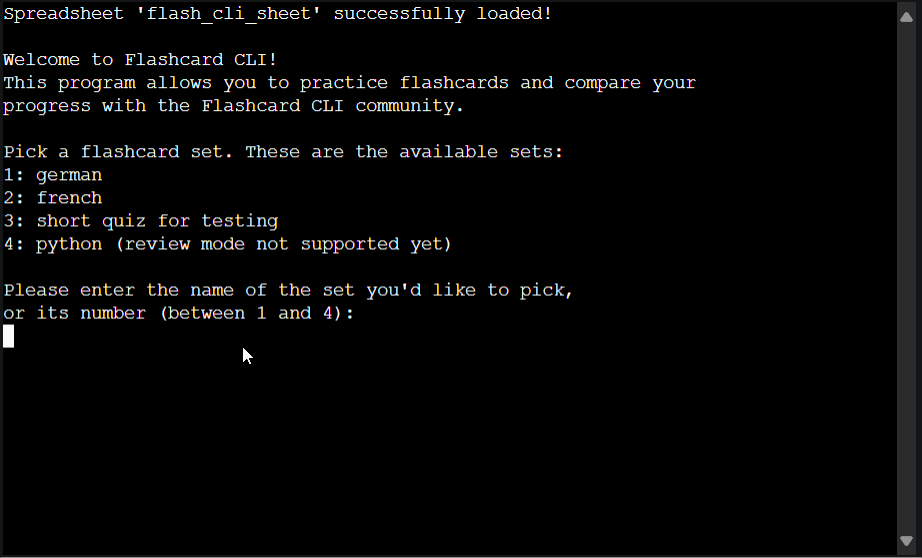 Spreadsheet 'flash_cli_sheet' successfully loaded!
Welcome to Flashcard CLI!
This program allows you to practice flashcards and compare your
progress with the Flashcard CLI community.
Pick a flashcard set. These are the available sets:
1: german
2: french
3: short quiz for testing
4: python (review mode not supported yet)
Please enter the name of the set you'd like to pick,
or its number (between 1 and 4):